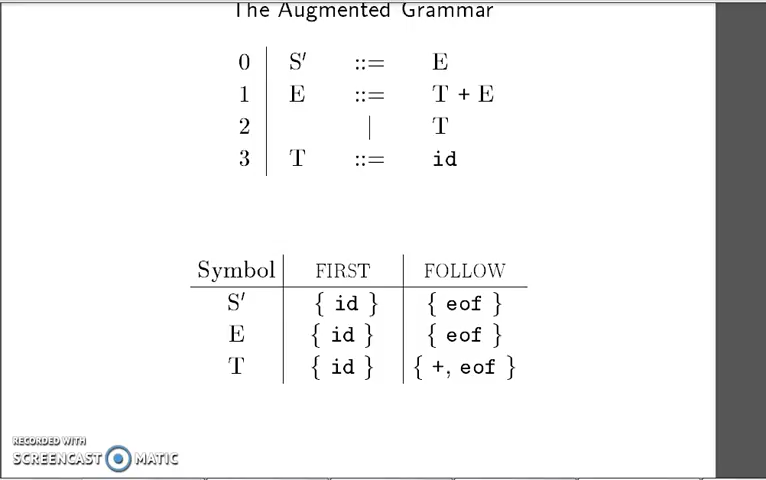 The Augmented Grammar
0 S′ ::= E
1 E ::= T + E
2 | T
3 T ::= id
Symbol FIRST FOLLOW
S′ { id } { eof }
E { id } { eof }
T { id } { +, eof }
RECORDED WITH
SCREENCAST MATIC